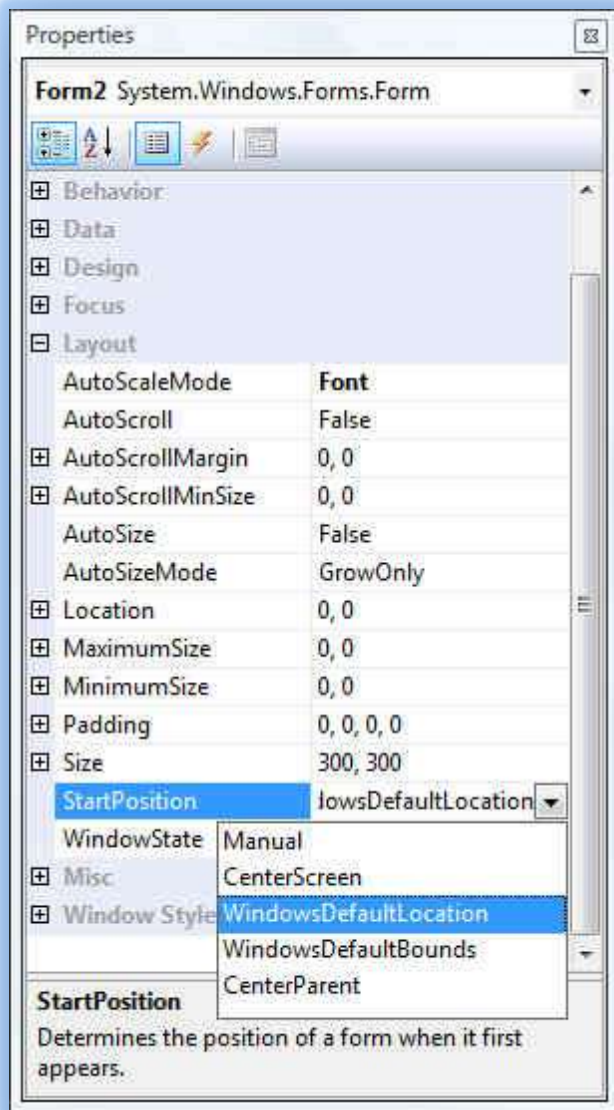 Properties
Form2 System.Windows.Forms.Form
Behavior
Data
Design
Focus
Layout
AutoScaleMode Font
AutoScroll False
AutoScrollMargin 0, 0
AutoScrollMinSize 0, 0
AutoSize False
AutoSizeMode GrowOnly
Location 0, 0
MaximumSize 0, 0
MinimumSize 0, 0
Padding 0, 0, 0, 0
Size 300, 300
StartPosition lowsDefaultLocation
WindowState
Manual
Misc
CenterScreen
Window Style
WindowsDefaultLocation
WindowsDefaultBounds
CenterParent
StartPosition
Determines the position of a form when it first
appears.